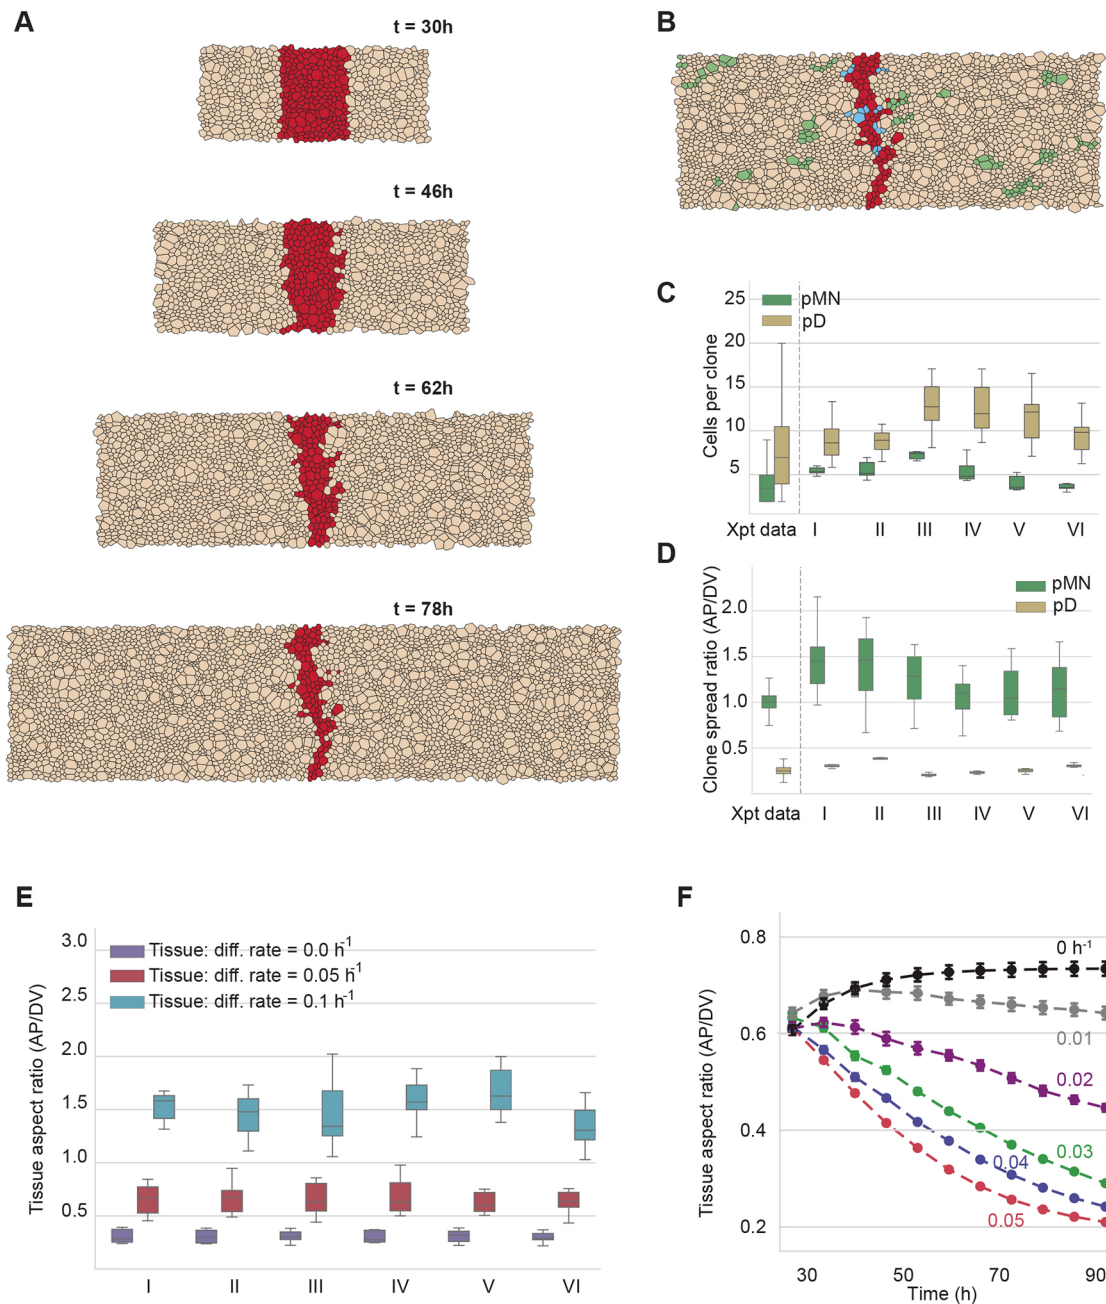 A
t = 30h
t = 46h
t = 62h
t = 78h
B
C
25
20
15
10
5
Cells per clone
pMN
pD
Xpt data I II III IV V VI
D
2.0
1.5
1.0
0.5
Clone spread ratio (AP/DV)
pMN
pD
Xpt data I II III IV V VI
E
3.0
2.5
2.0
1.5
1.0
0.5
Tissue aspect ratio (AP/DV)
Tissue: diff. rate = 0.0 h⁻¹
Tissue: diff. rate = 0.05 h⁻¹
Tissue: diff. rate = 0.1 h⁻¹
I II III IV V VI
F
0.8
0.6
0.4
0.2
Tissue aspect ratio (AP/DV)
0 h⁻¹
0.01
0.02
0.03
0.04
0.05
30 50 70 90
Time (h)